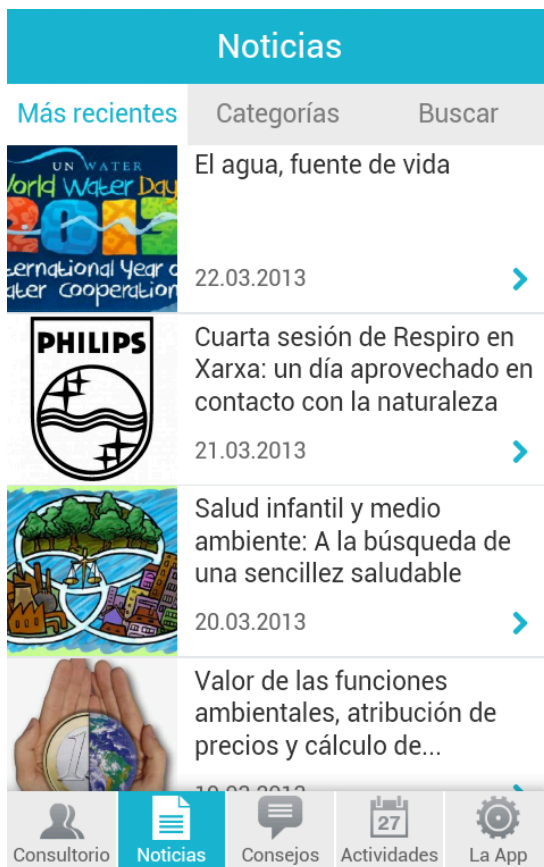 Noticias
Más recientes
Categorías
Buscar
UN WATER
World Water Day
2013
International Year of
Water Cooperation
El agua, fuente de vida
22.03.2013
PHILIPS
Cuarta sesión de Respiro en
Xarxa: un día aprovechado en
contacto con la naturaleza
21.03.2013
Salud infantil y medio
ambiente: A la búsqueda de
una sencillez saludable
20.03.2013
1
Valor de las funciones
ambientales, atribución de
precios y cálculo de...
27
Consultorio
Noticias
Consejos
Actividades
La App